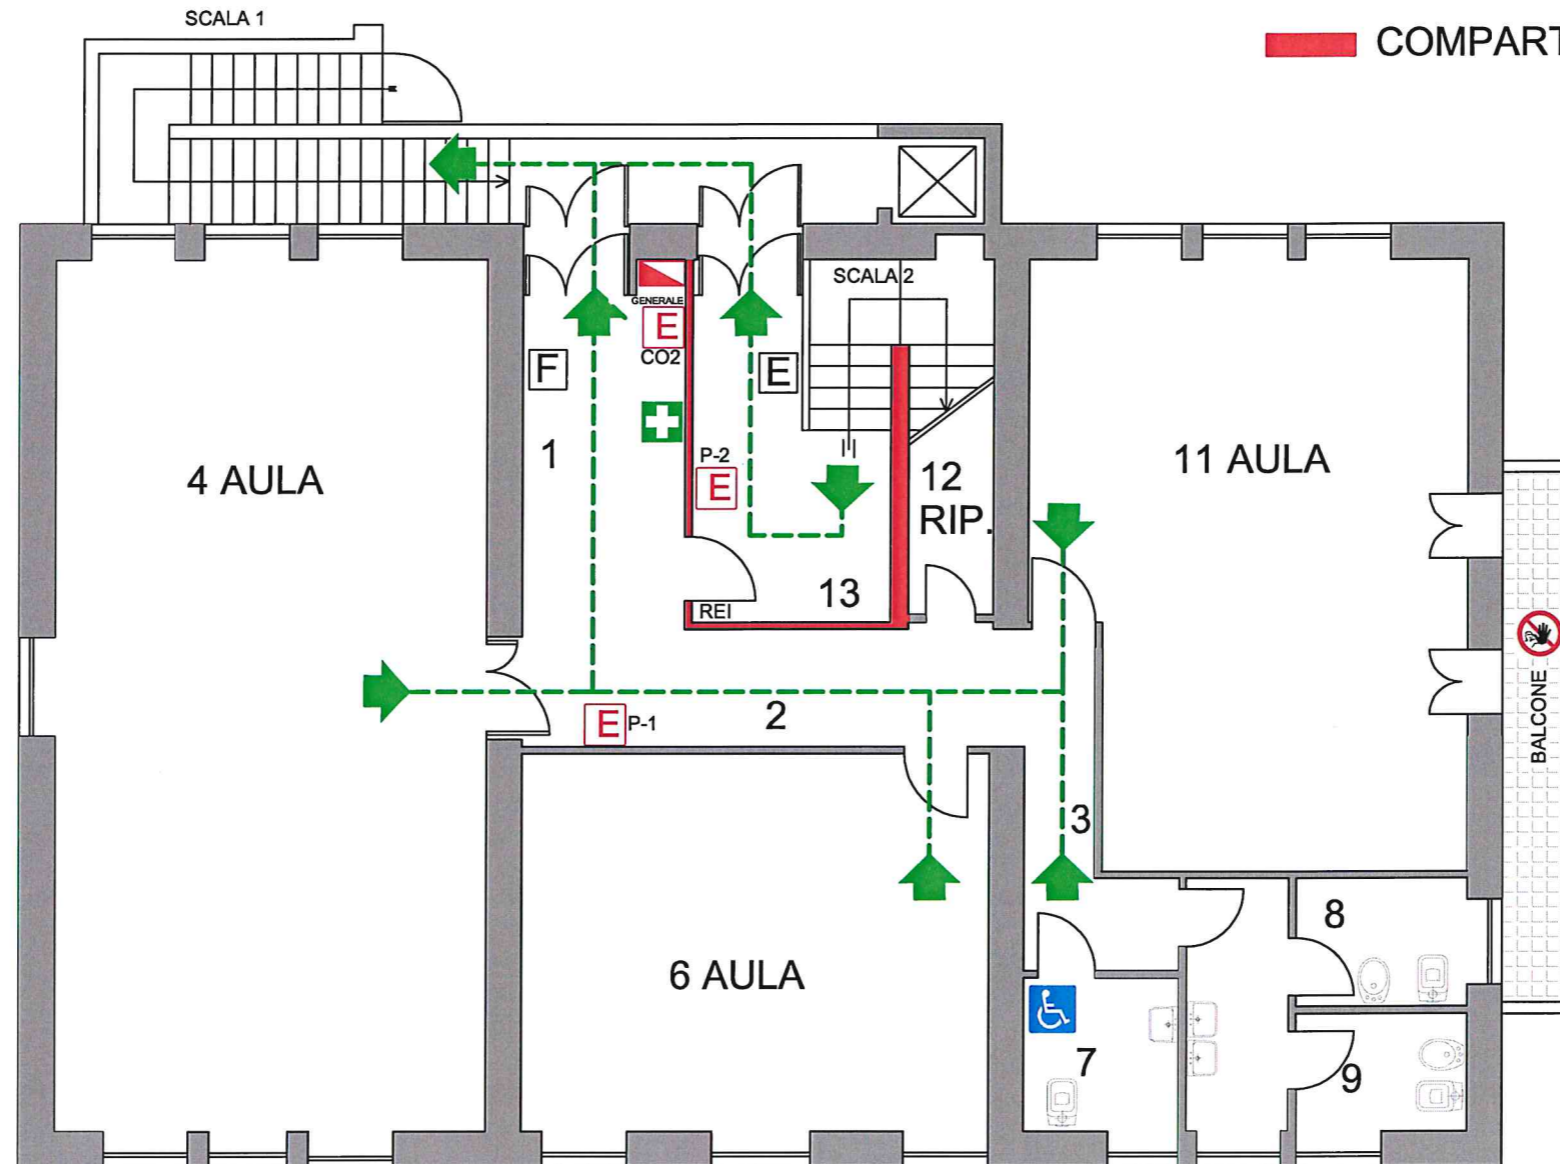 SCALA 1
COMPART
SCALA 2
GENERALE
E
CO2
F
E
1
P-2
E
4 AULA
12
RIP.
11 AULA
13
REI
E P-1
2
BALCONE
3
6 AULA
8
7
9